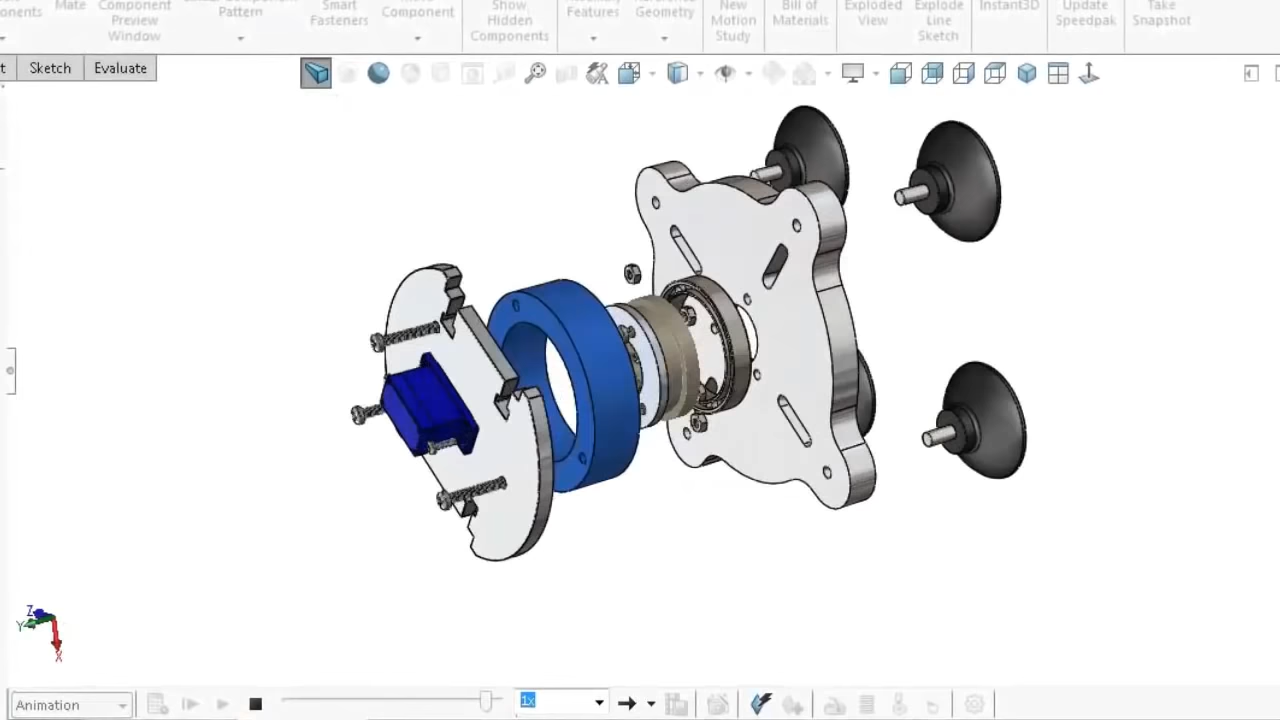 Mate
Component
Preview
Window
Pattern
Smart
Fasteners
Component
Show
Hidden
Components
Features
Geometry
New
Motion
Study
Bill of
Materials
Exploded
View
Explode
Line
Sketch
Instant3D
Update
Speedpak
Take
Snapshot
t Sketch Evaluate
Z
Y
X
Animation 1x